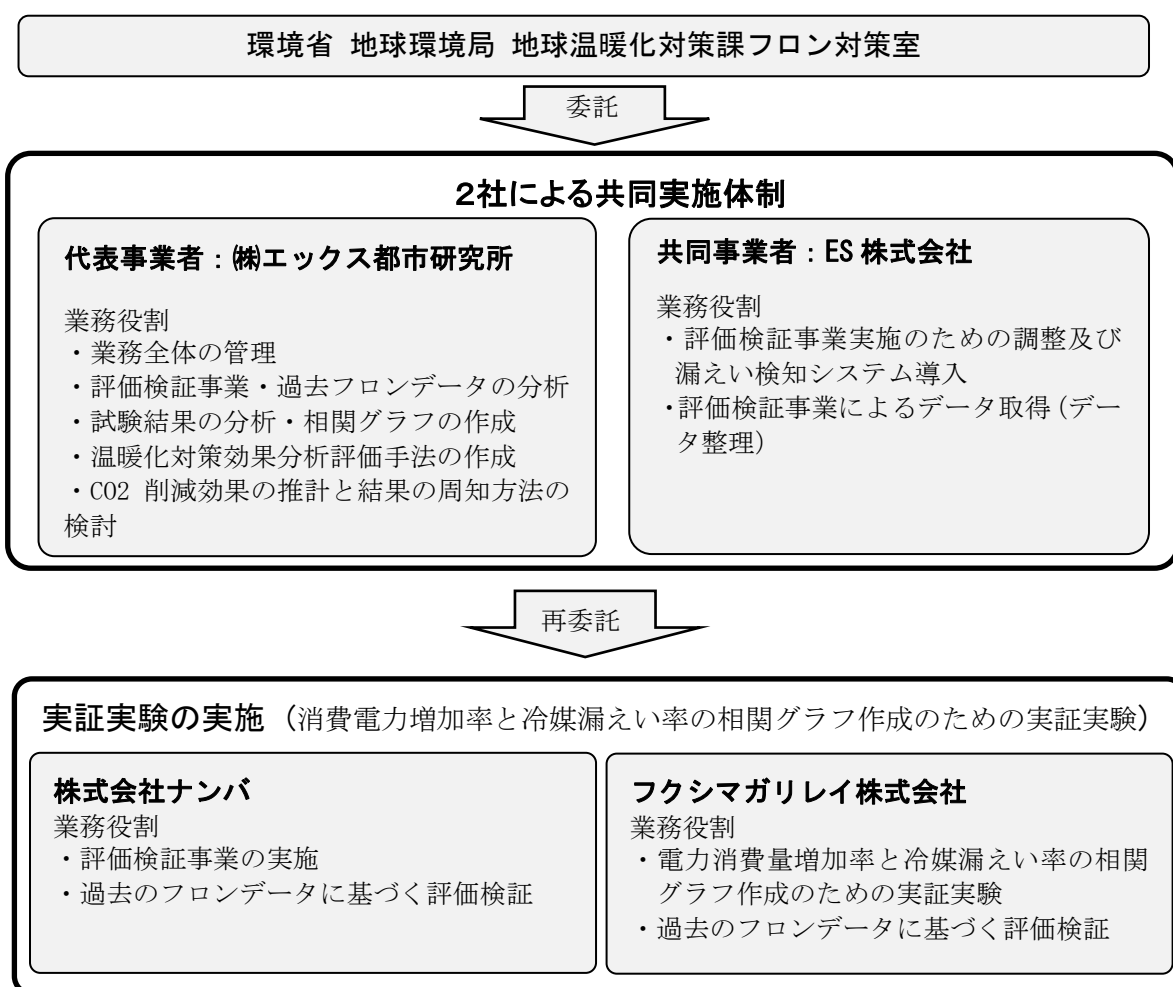 環境省 地球環境局 地球温暖化対策課フロン対策室
委託
2社による共同実施体制
代表事業者：㈱エックス都市研究所
業務役割
・業務全体の管理
・評価検証事業・過去フロンデータの分析
・試験結果の分析・相関グラフの作成
・温暖化対策効果分析評価手法の作成
・CO2 削減効果の推計と結果の周知方法の
検討
共同事業者：ES 株式会社
業務役割
・評価検証事業実施のための調整及び
漏えい検知システム導入
・評価検証事業によるデータ取得（デー
タ整理）
再委託
実証実験の実施（消費電力増加率と冷媒漏えい率の相関グラフ作成のための実証実験）
株式会社ナンバ
業務役割
・評価検証事業の実施
・過去のフロンデータに基づく評価検証
フクシマガリレイ株式会社
業務役割
・電力消費量増加率と冷媒漏えい率の相関
グラフ作成のための実証実験
・過去のフロンデータに基づく評価検証